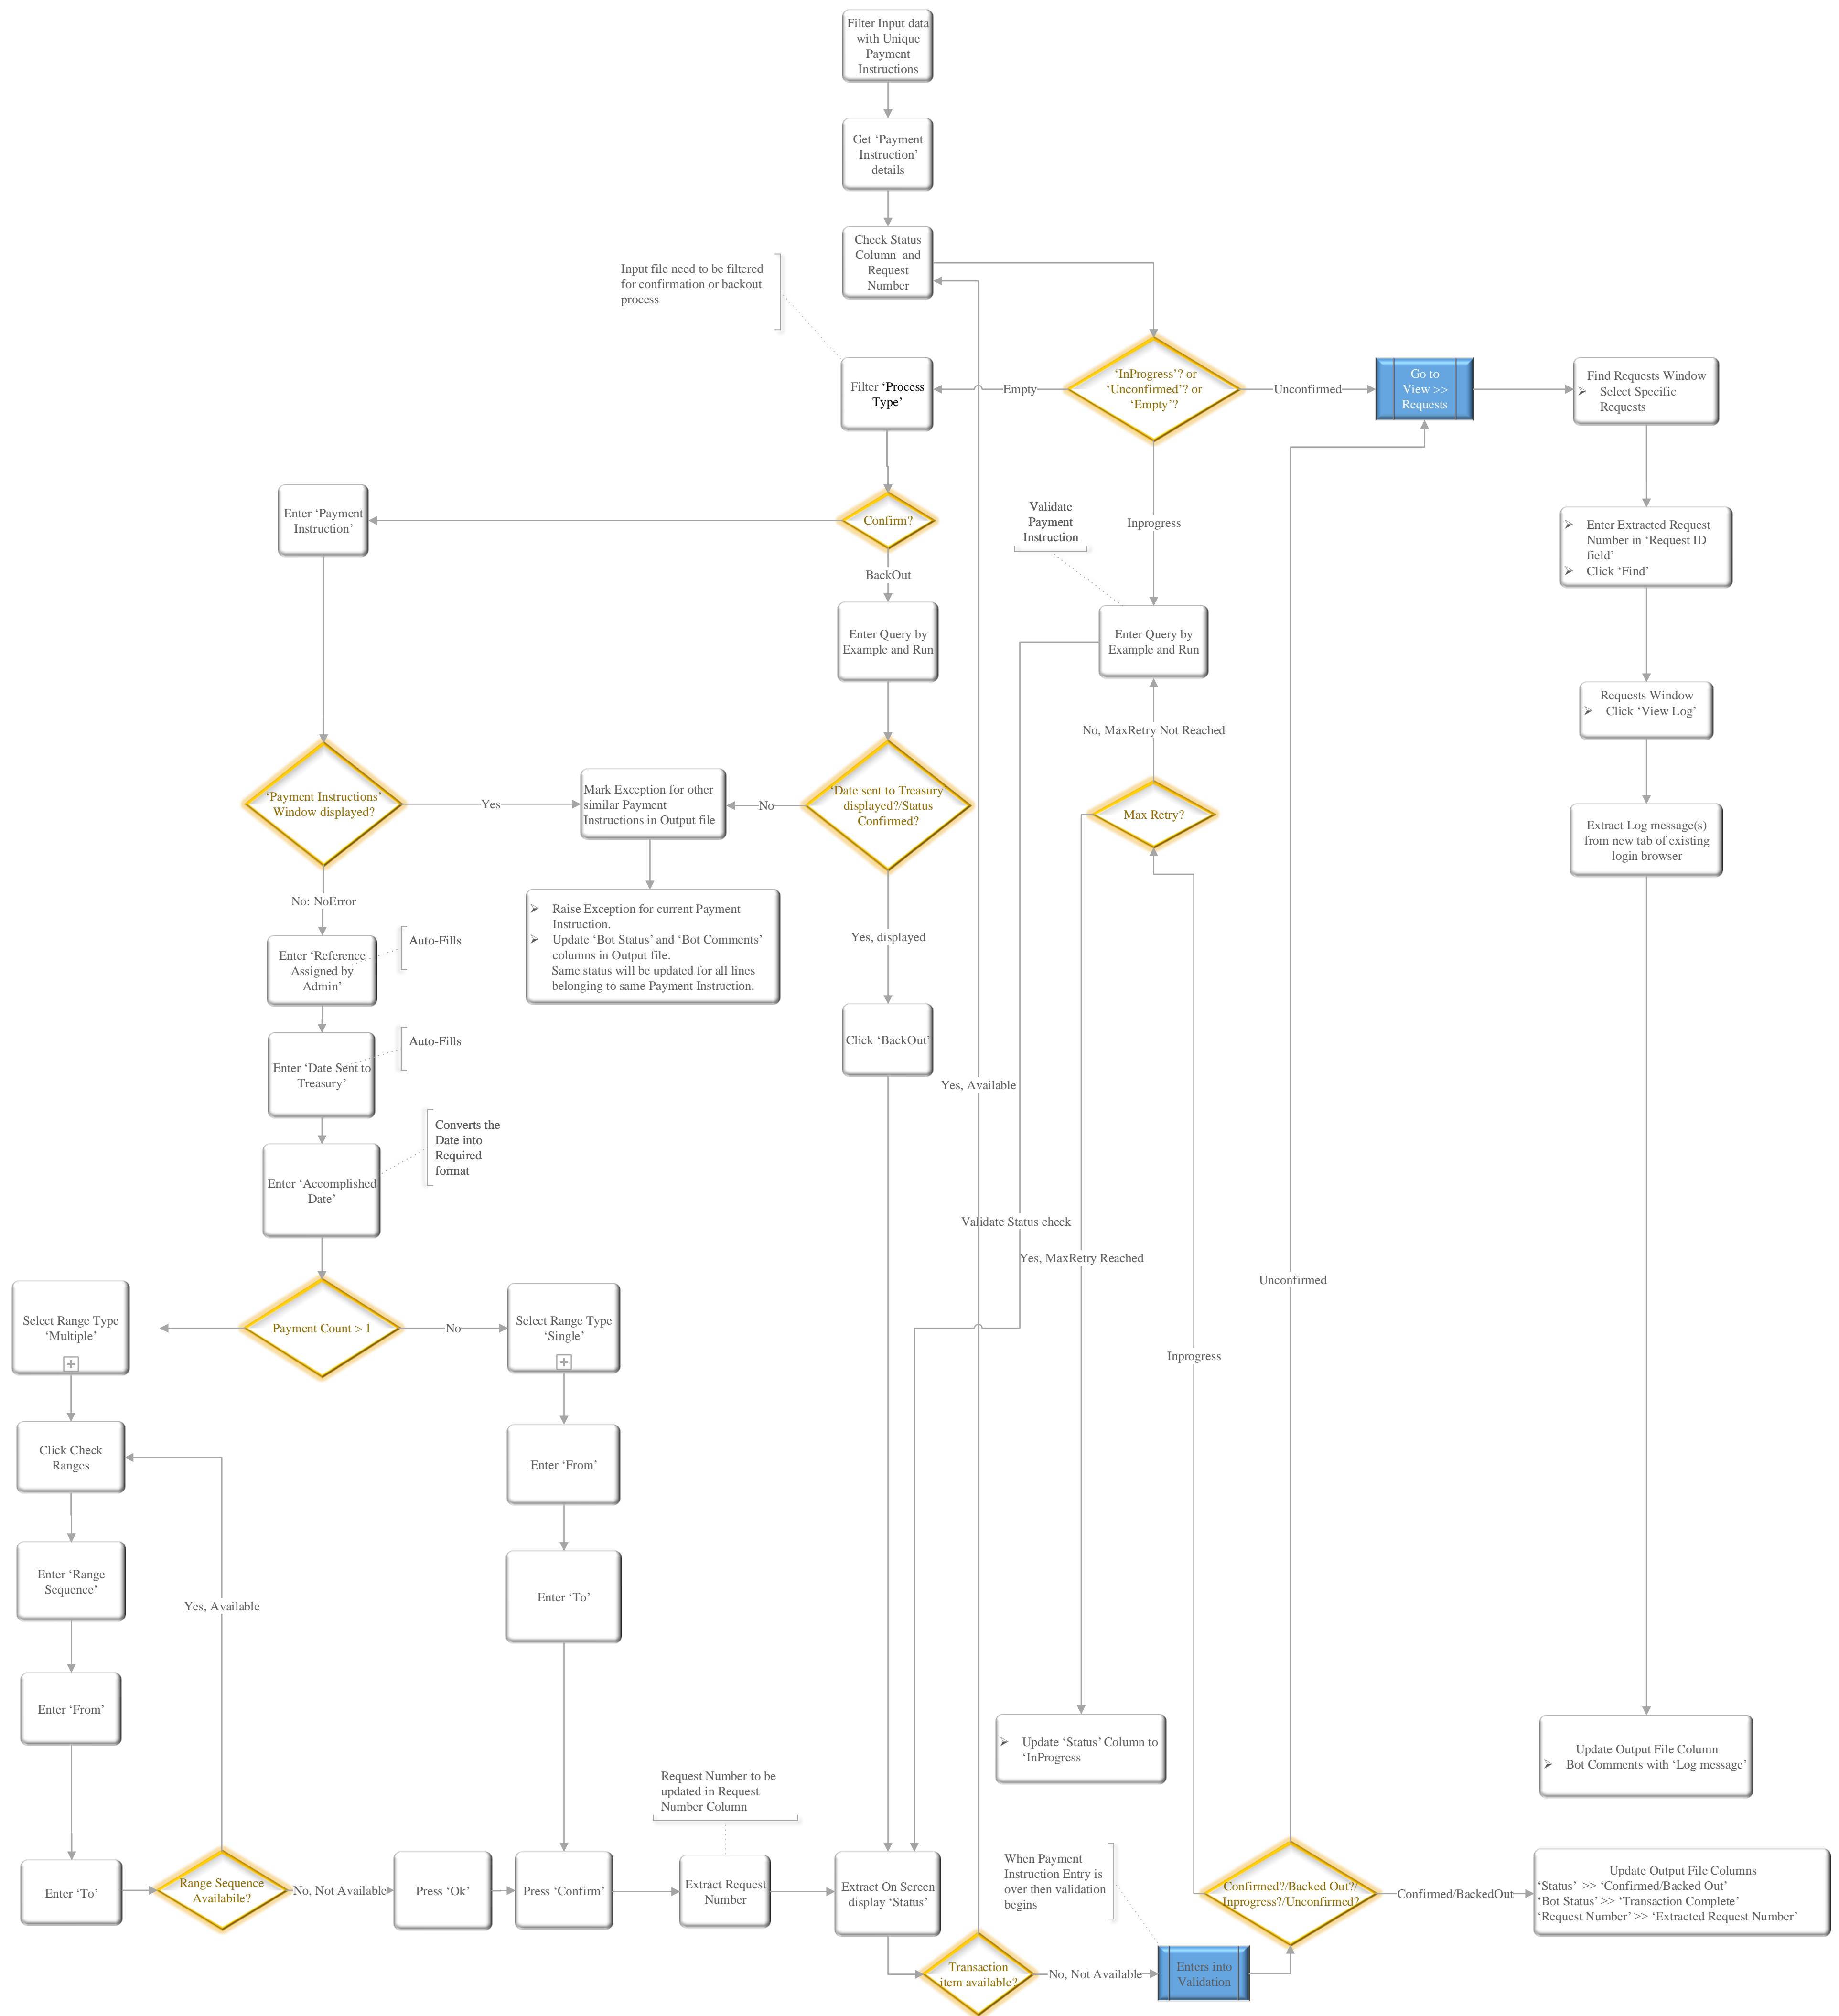 Filter Input data
with Unique
Payment
Instructions
Get ‘Payment
Instruction’
details
Check Status
Column and
Request
Number
Input file need to be filtered
for confirmation or backout
process
Filter ‘Process
Type’
Empty
‘InProgress’? or
‘Unconfirmed’? or
‘Empty’?
Unconfirmed
Go to
View >>
Requests
Find Requests Window
➢ Select Specific
Requests
Enter ‘Payment
Instruction’
Confirm?
BackOut
Validate
Payment
Instruction
Inprogress
➢ Enter Extracted Request
Number in ‘Request ID
field’
➢ Click ‘Find’
Enter Query by
Example and Run
Enter Query by
Example and Run
Requests Window
➢ Click ‘View Log’
No, MaxRetry Not Reached
‘Payment Instructions’
Window displayed?
Yes
Mark Exception for other
similar Payment
Instructions in Output file
No
‘Date sent to Treasury
displayed?/Status
Confirmed?
Max Retry?
Extract Log message(s)
from new tab of existing
login browser
No: NoError
➢ Raise Exception for current Payment
Instruction.
➢ Update ‘Bot Status’ and ‘Bot Comments’
columns in Output file.
Same status will be updated for all lines
belonging to same Payment Instruction.
Yes, displayed
Enter ‘Reference
Assigned by
Admin’
Auto-Fills
Enter ‘Date Sent to
Treasury’
Auto-Fills
Click ‘BackOut’
Yes, Available
Enter ‘Accomplished
Date’
Converts the
Date into
Required
format
Validate Status check
Yes, MaxRetry Reached
Unconfirmed
Select Range Type
‘Multiple’
Payment Count > 1
No
Select Range Type
‘Single’
Inprogress
Click Check
Ranges
Enter ‘From’
Enter ‘Range
Sequence’
Yes, Available
Enter ‘To’
Enter ‘From’
➢ Update ‘Status’ Column to
‘InProgress
Update Output File Column
➢ Bot Comments with ‘Log message’
Request Number to be
updated in Request
Number Column
Enter ‘To’
Range Sequence
Availabile?
No, Not Available
Press ‘Ok’
Press ‘Confirm’
Extract Request
Number
Extract On Screen
display ‘Status’
When Payment
Instruction Entry is
over then validation
begins
Confirmed?/Backed Out?/
Inprogress?/Unconfirmed?
Confirmed/BackedOut
Update Output File Columns
‘Status’ >> ‘Confirmed/Backed Out’
‘Bot Status’ >> ‘Transaction Complete’
‘Request Number’ >> ‘Extracted Request Number’
Transaction
item available?
No, Not Available
Enters into
Validation